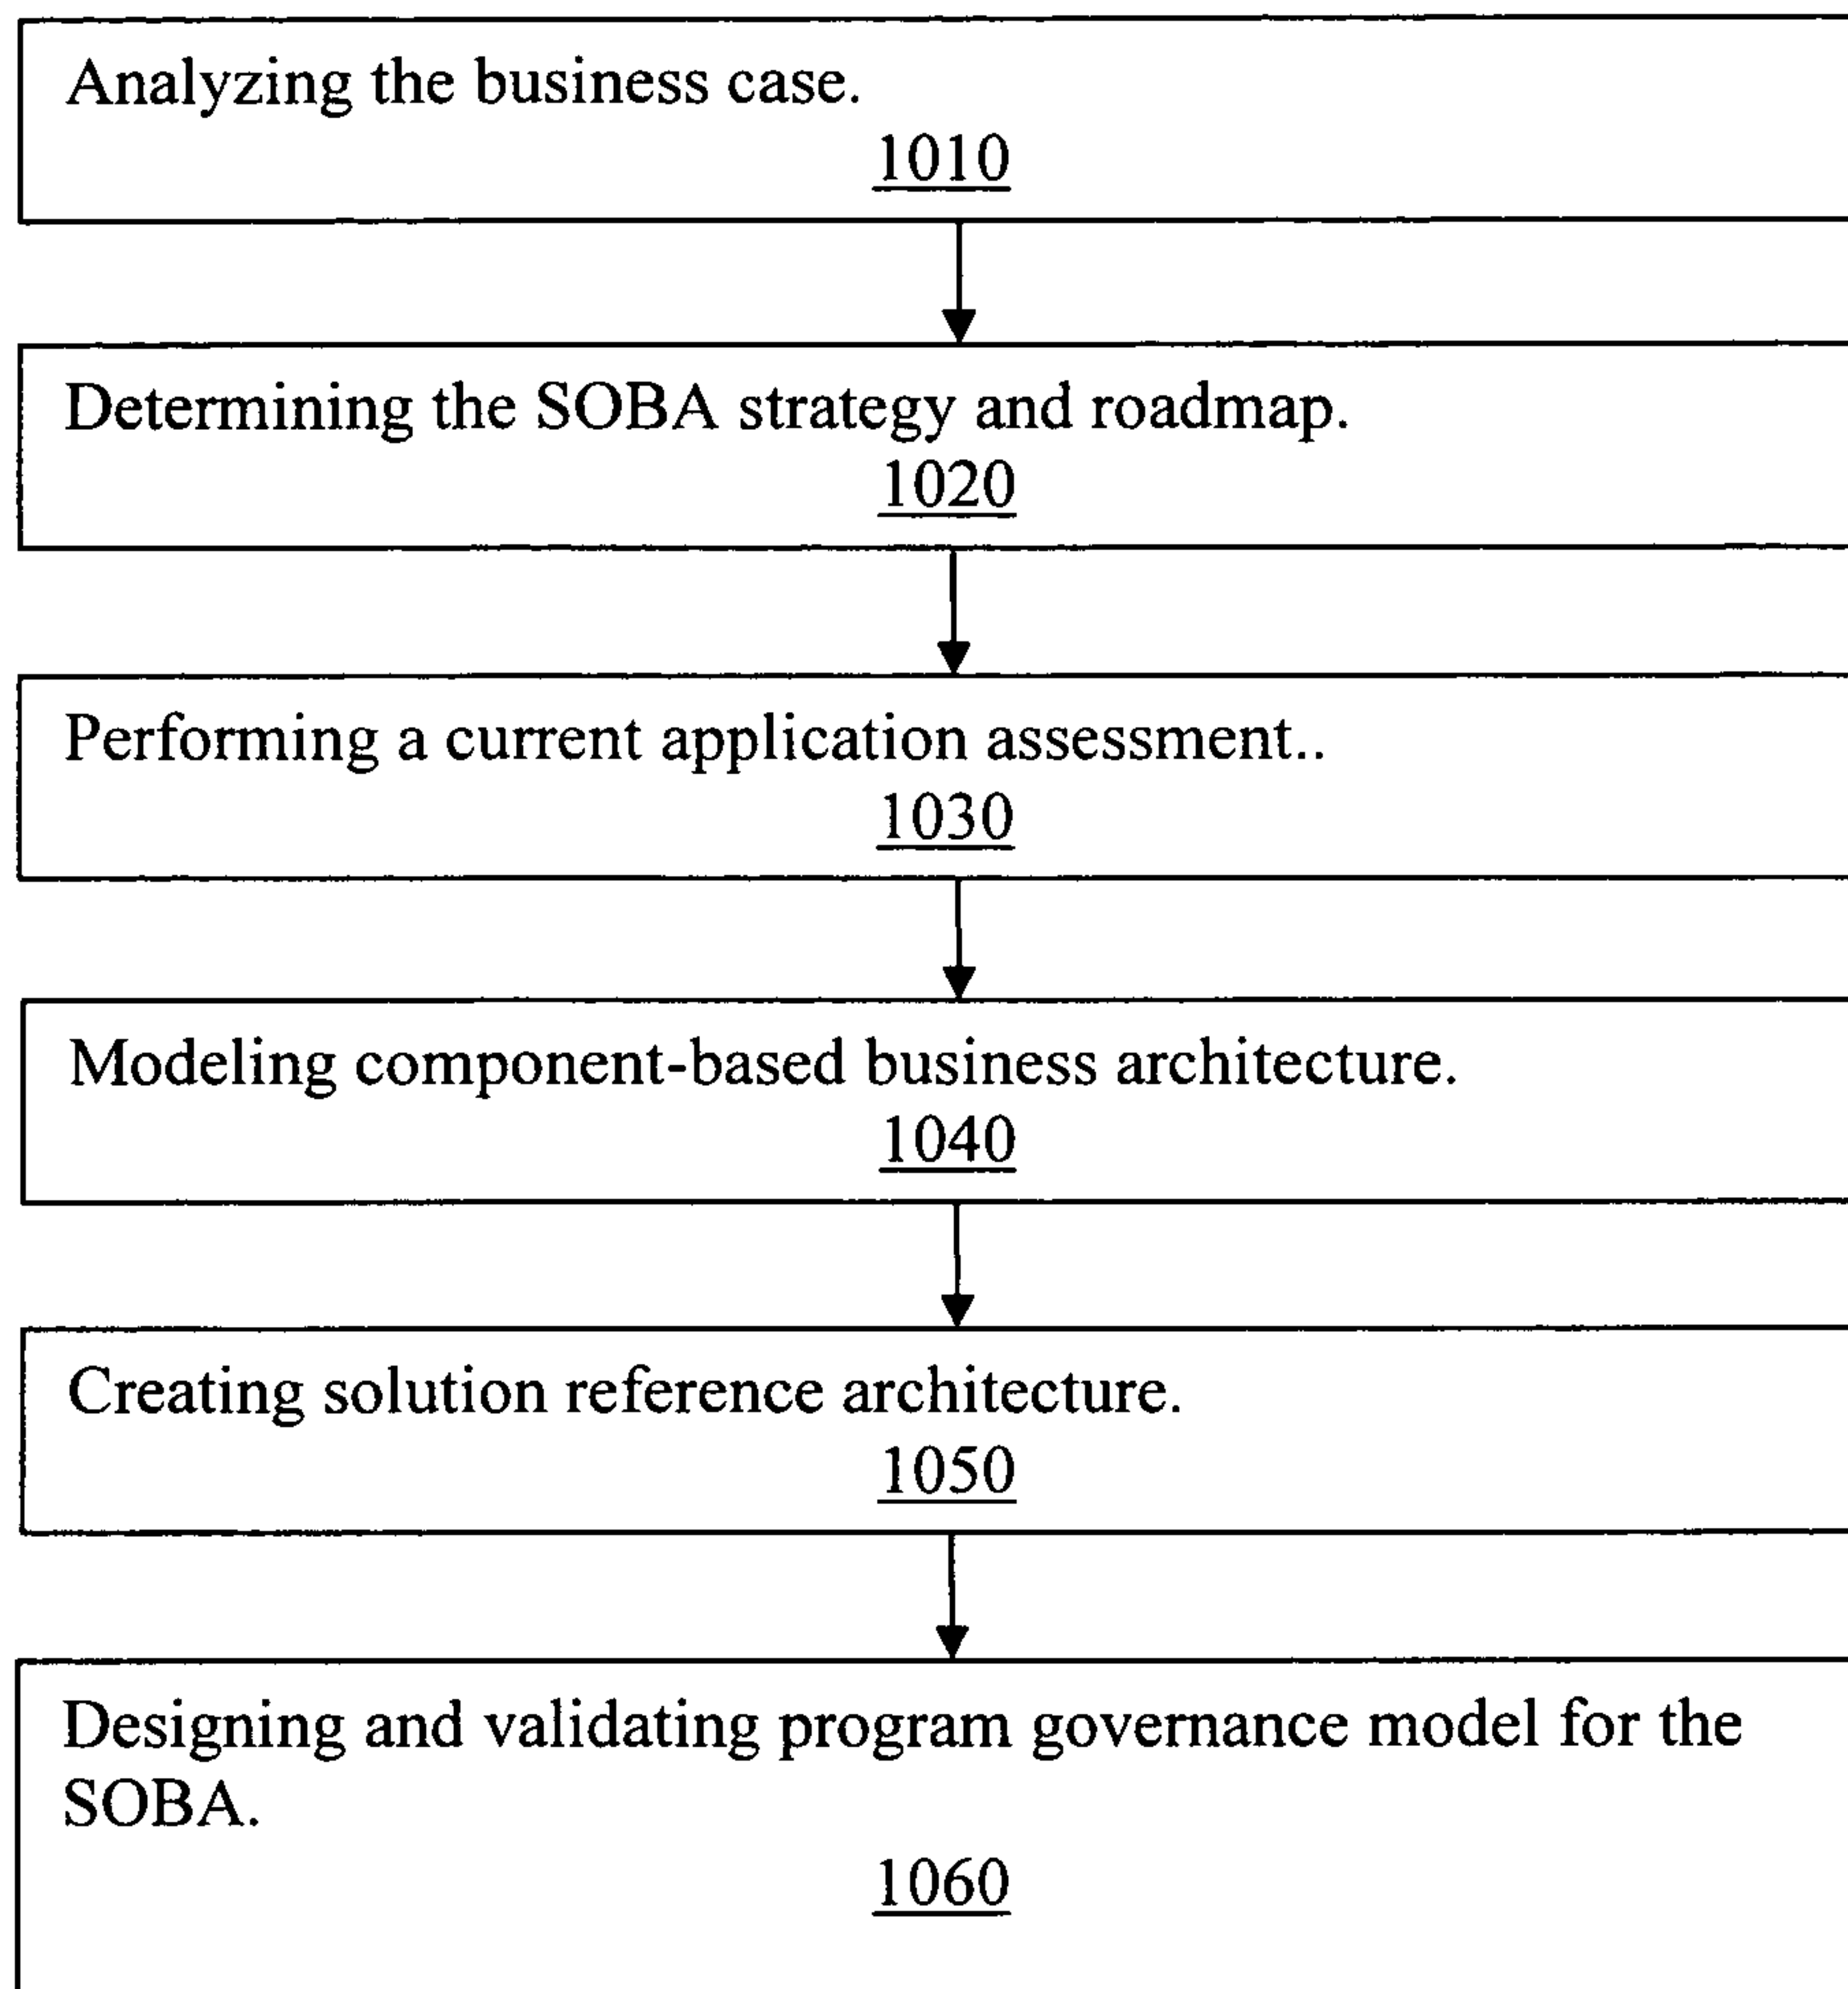 Analyzing the business case.
1010
Determining the SOBA strategy and roadmap.
1020
Performing a current application assessment..
1030
Modeling component-based business architecture.
1040
Creating solution reference architecture.
1050
Designing and validating program governance model for the
SOBA.
1060